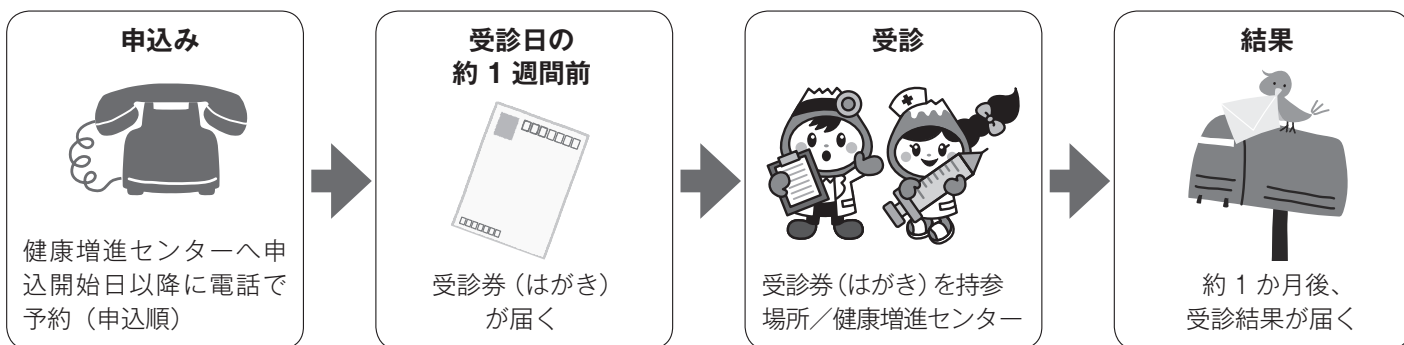 申込み
健康増進センターへ申
込開始日以降に電話で
予約（申込順）
受診日の
約 1 週間前
受診券（はがき）
が届く
受診
受診券（はがき）を持参
場所／健康増進センター
結果
約 1 か月後、
受診結果が届く